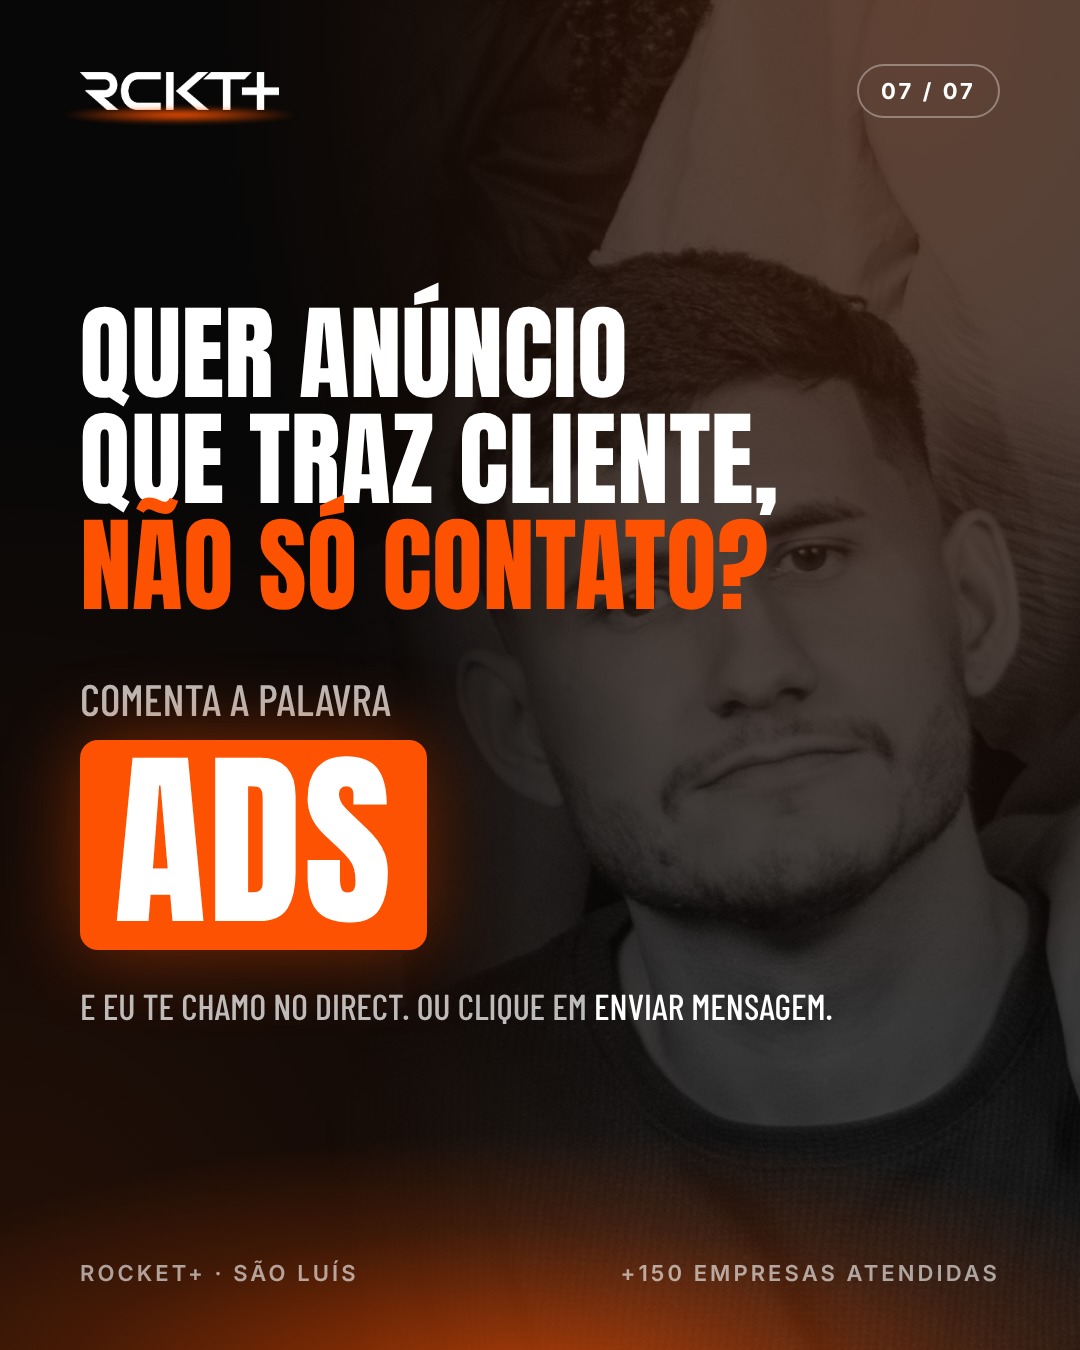 RCKT+
07 / 07
QUER ANÚNCIO
QUE TRAZ CLIENTE,
NÃO SÓ CONTATO?
COMENTA A PALAVRA
ADS
E EU TE CHAMO NO DIRECT. OU CLIQUE EM ENVIAR MENSAGEM.
ROCKET+ · SÃO LUÍS
+150 EMPRESAS ATENDIDAS